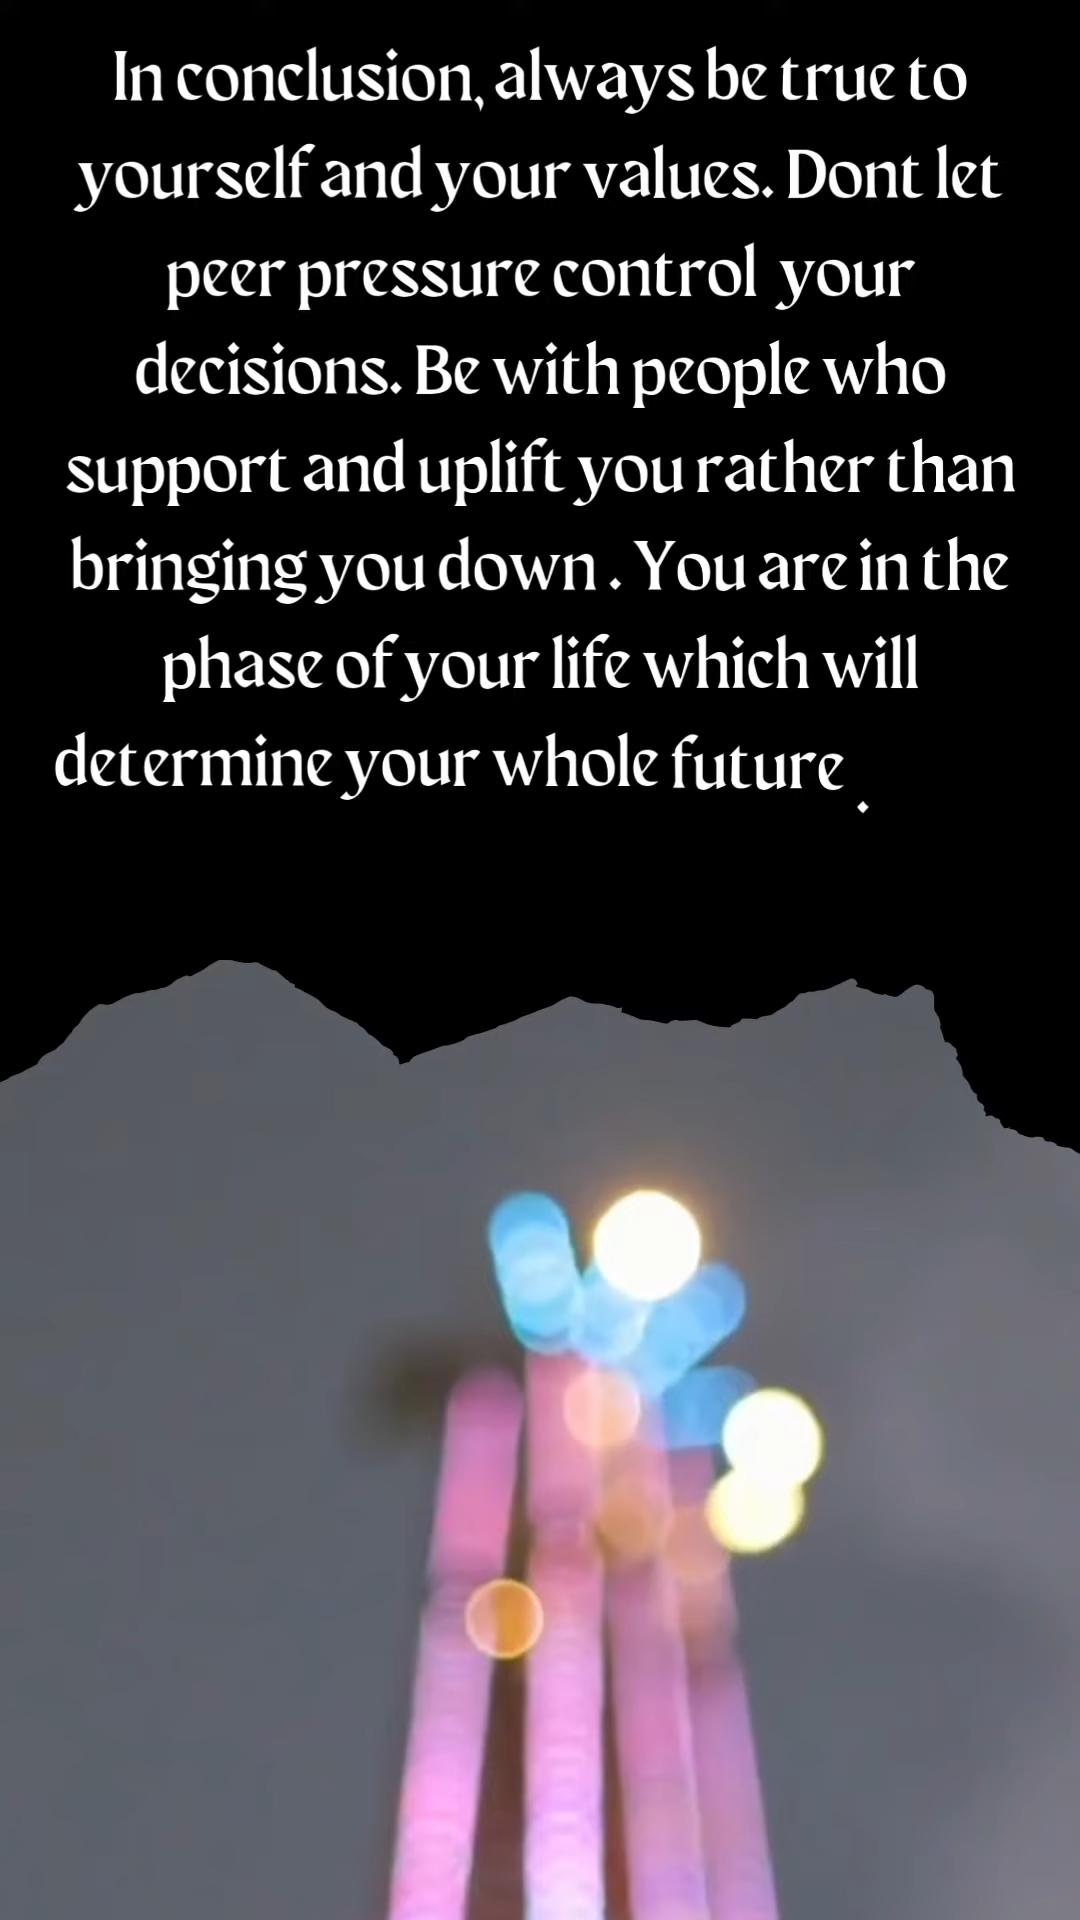 In conclusion, always be true to
yourself and your values. Dont let
peer pressure control  your
decisions. Be with people who
support and uplift you rather than
bringing you down . You are in the
phase of your life which will
determine your whole future .